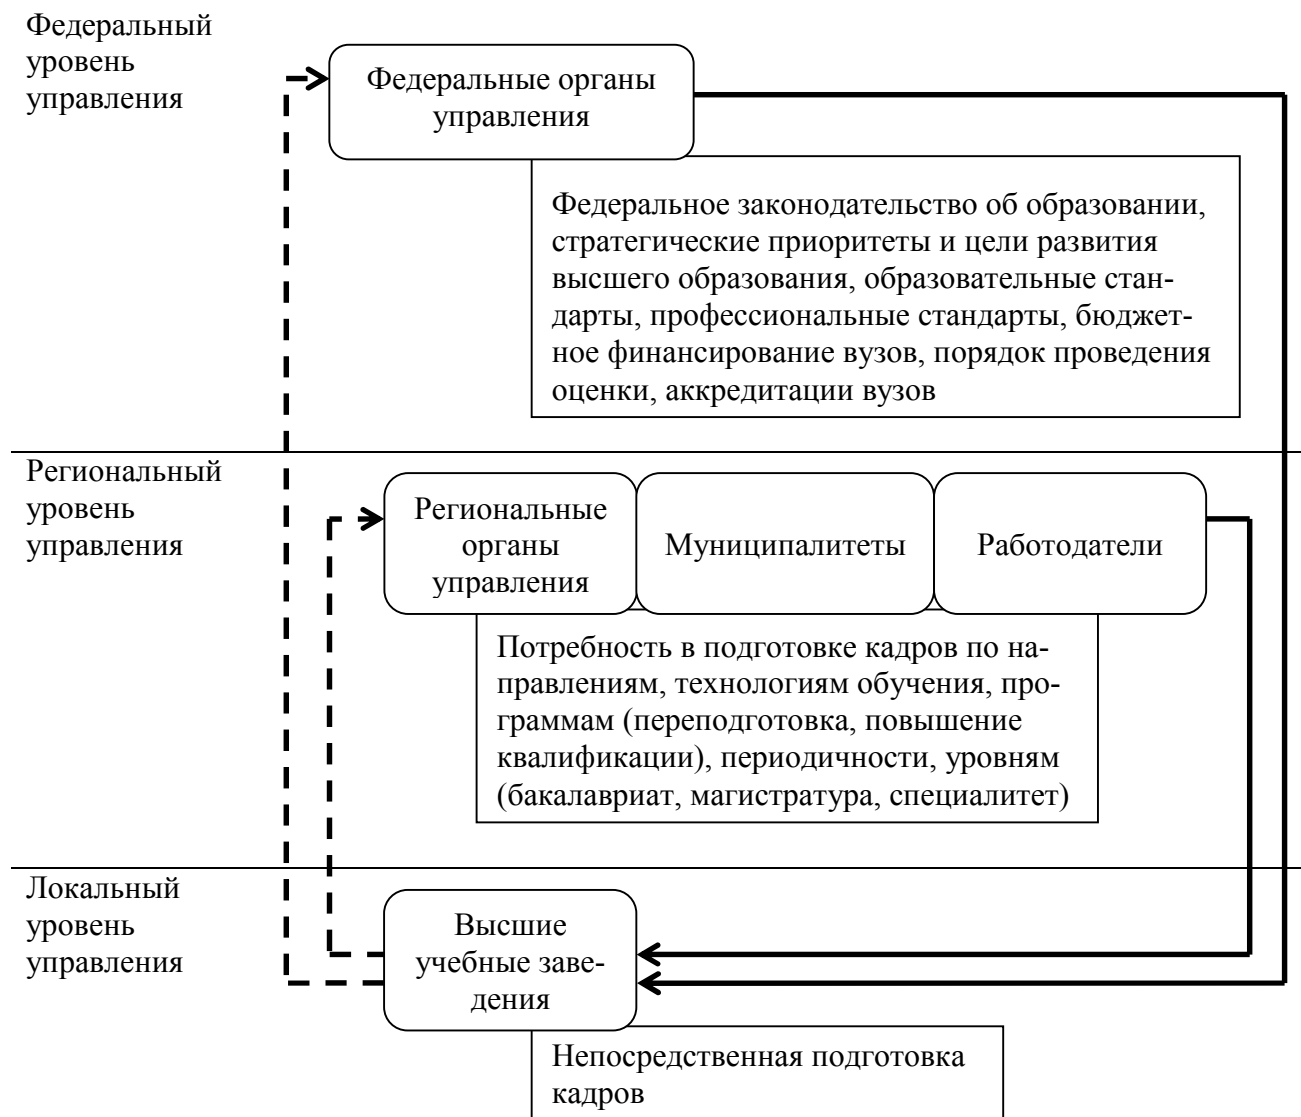 Федеральный
уровень
управления
Федеральные органы
управления
Федеральное законодательство об образовании,
стратегические приоритеты и цели развития
высшего образования, образовательные стан-
дарты, профессиональные стандарты, бюджет-
ное финансирование вузов, порядок проведения
оценки, аккредитации вузов
Региональный
уровень
управления
Региональные
органы
управления
Муниципалитеты
Работодатели
Потребность в подготовке кадров по на-
правлениям, технологиям обучения, про-
граммам (переподготовка, повышение
квалификации), периодичности, уровням
(бакалавриат, магистратура, специалитет)
Локальный
уровень
управления
Высшие
учебные заве-
дения
Непосредственная подготовка
кадров